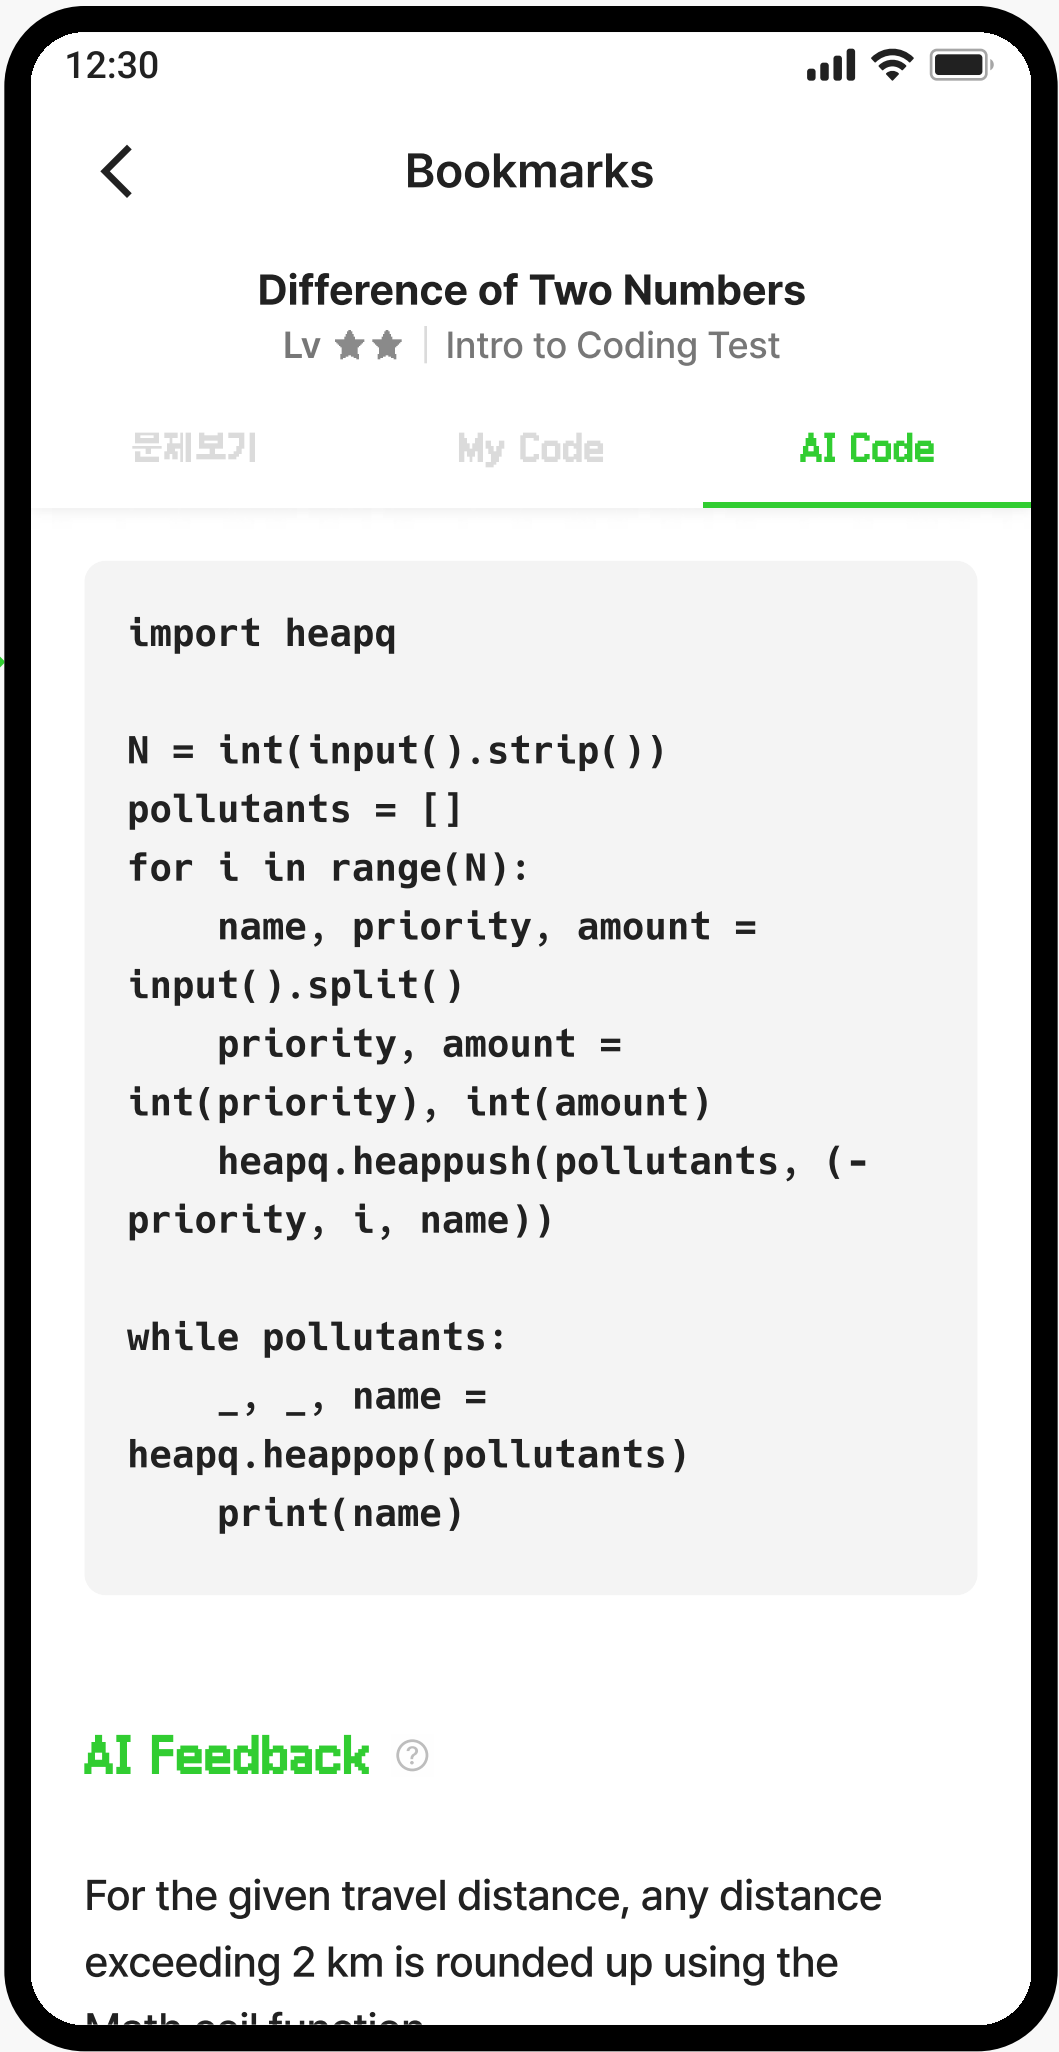 12:30
Bookmarks
Difference of Two Numbers
Lv ★★ | Intro to Coding Test
문제보기 My Code AI Code
import heapq
N = int(input().strip())
pollutants = []
for i in range(N):
    name, priority, amount =
input().split()
    priority, amount =
int(priority), int(amount)
    heapq.heappush(pollutants, (-
priority, i, name))
while pollutants:
    _, _, name =
heapq.heappop(pollutants)
    print(name)
AI Feedback ?
For the given travel distance, any distance
exceeding 2 km is rounded up using the
function